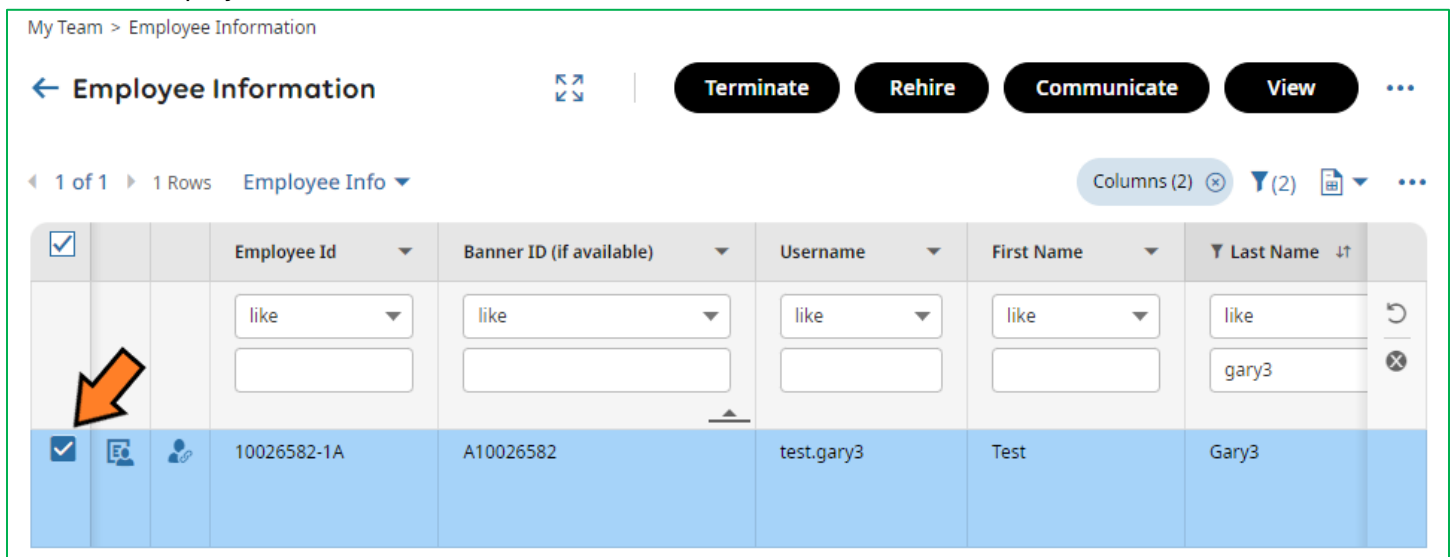 My Team > Employee Information
← Employee Information Terminate Rehire Communicate View ...
1 of 1 1 Rows Employee Info Columns (2) (2) ...
Employee Id Banner ID (if available) Username First Name Last Name
like like like like like
gary3
10026582-1A A10026582 test.gary3 Test Gary3